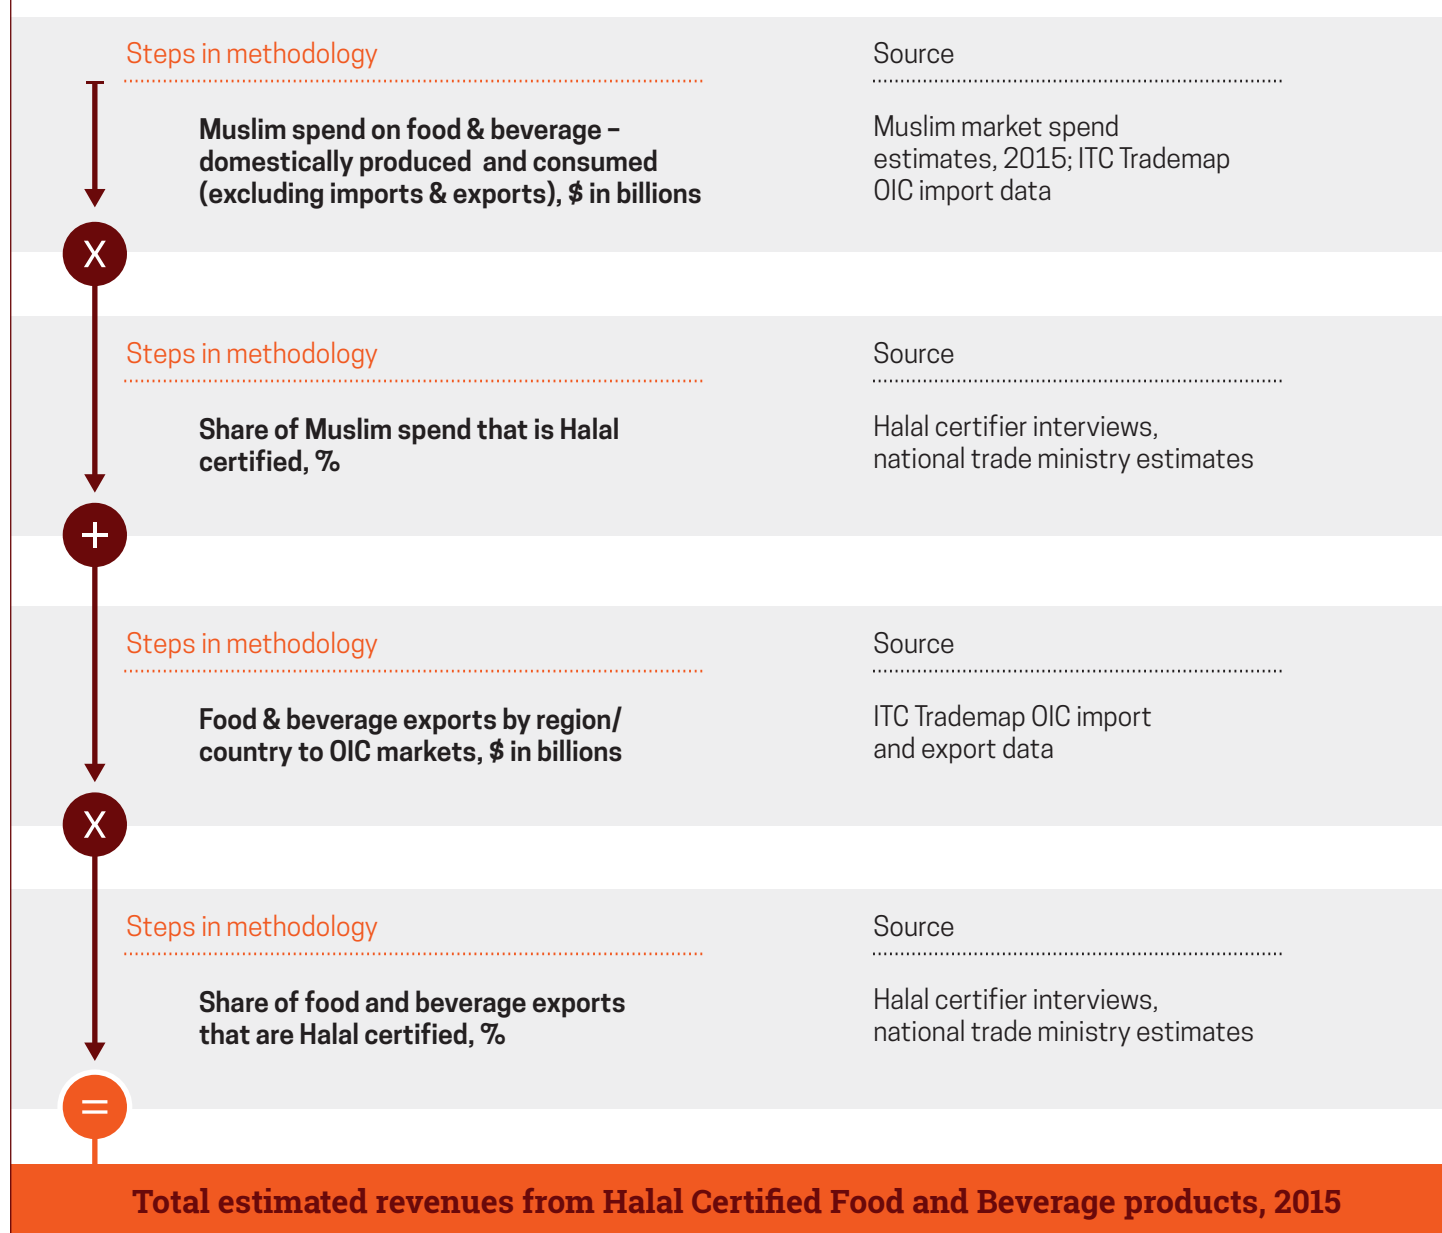 Steps in methodology
Source
Muslim spend on food & beverage –
domestically produced and consumed
(excluding imports & exports), $ in billions
Muslim market spend
estimates, 2015; ITC Trademap
OIC import data
X
Steps in methodology
Source
Share of Muslim spend that is Halal
certified, %
Halal certifier interviews,
national trade ministry estimates
+
Steps in methodology
Source
Food & beverage exports by region/
country to OIC markets, $ in billions
ITC Trademap OIC import
and export data
X
Steps in methodology
Source
Share of food and beverage exports
that are Halal certified, %
Halal certifier interviews,
national trade ministry estimates
=
Total estimated revenues from Halal Certified Food and Beverage products, 2015